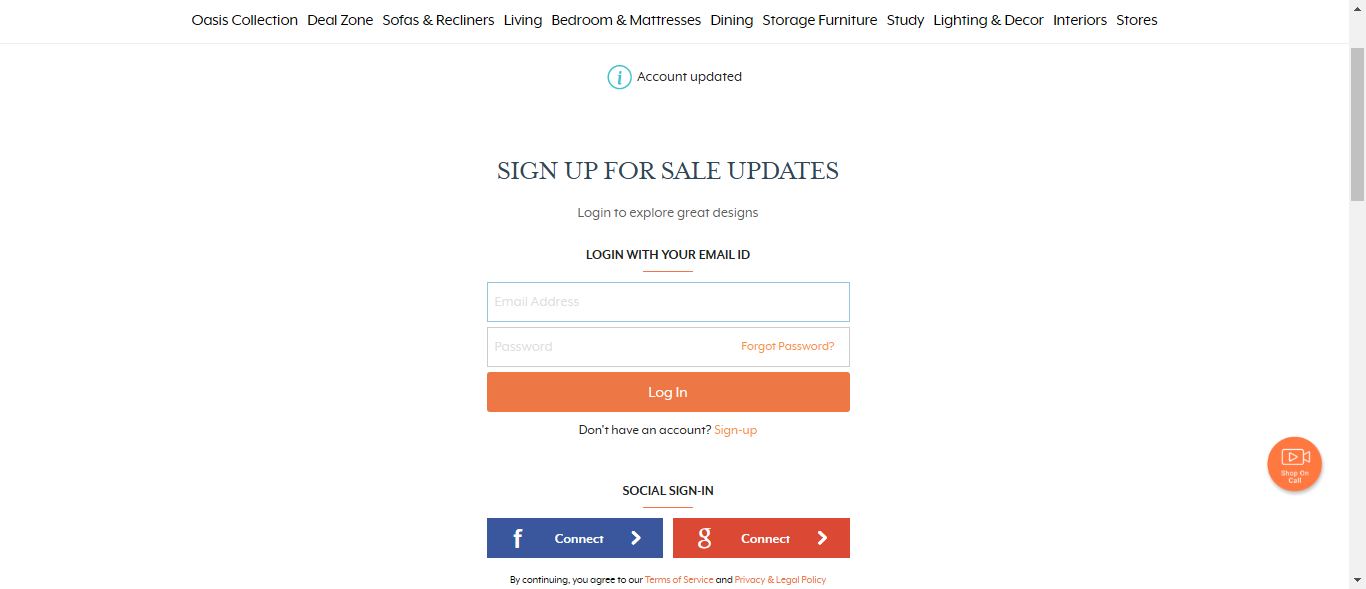 Oasis Collection Deal Zone Sofas & Recliners Living Bedroom & Mattresses Dining Storage Furniture Study Lighting & Decor Interiors Stores
i Account updated
SIGN UP FOR SALE UPDATES
Login to explore great designs
LOGIN WITH YOUR EMAIL ID
Email Address
Password Forgot Password?
Log In
Don't have an account? Sign-up
Shop On
Call
SOCIAL SIGN-IN
f Connect g Connect
By continuing, you agree to our Terms of Service and Privacy & Legal Policy